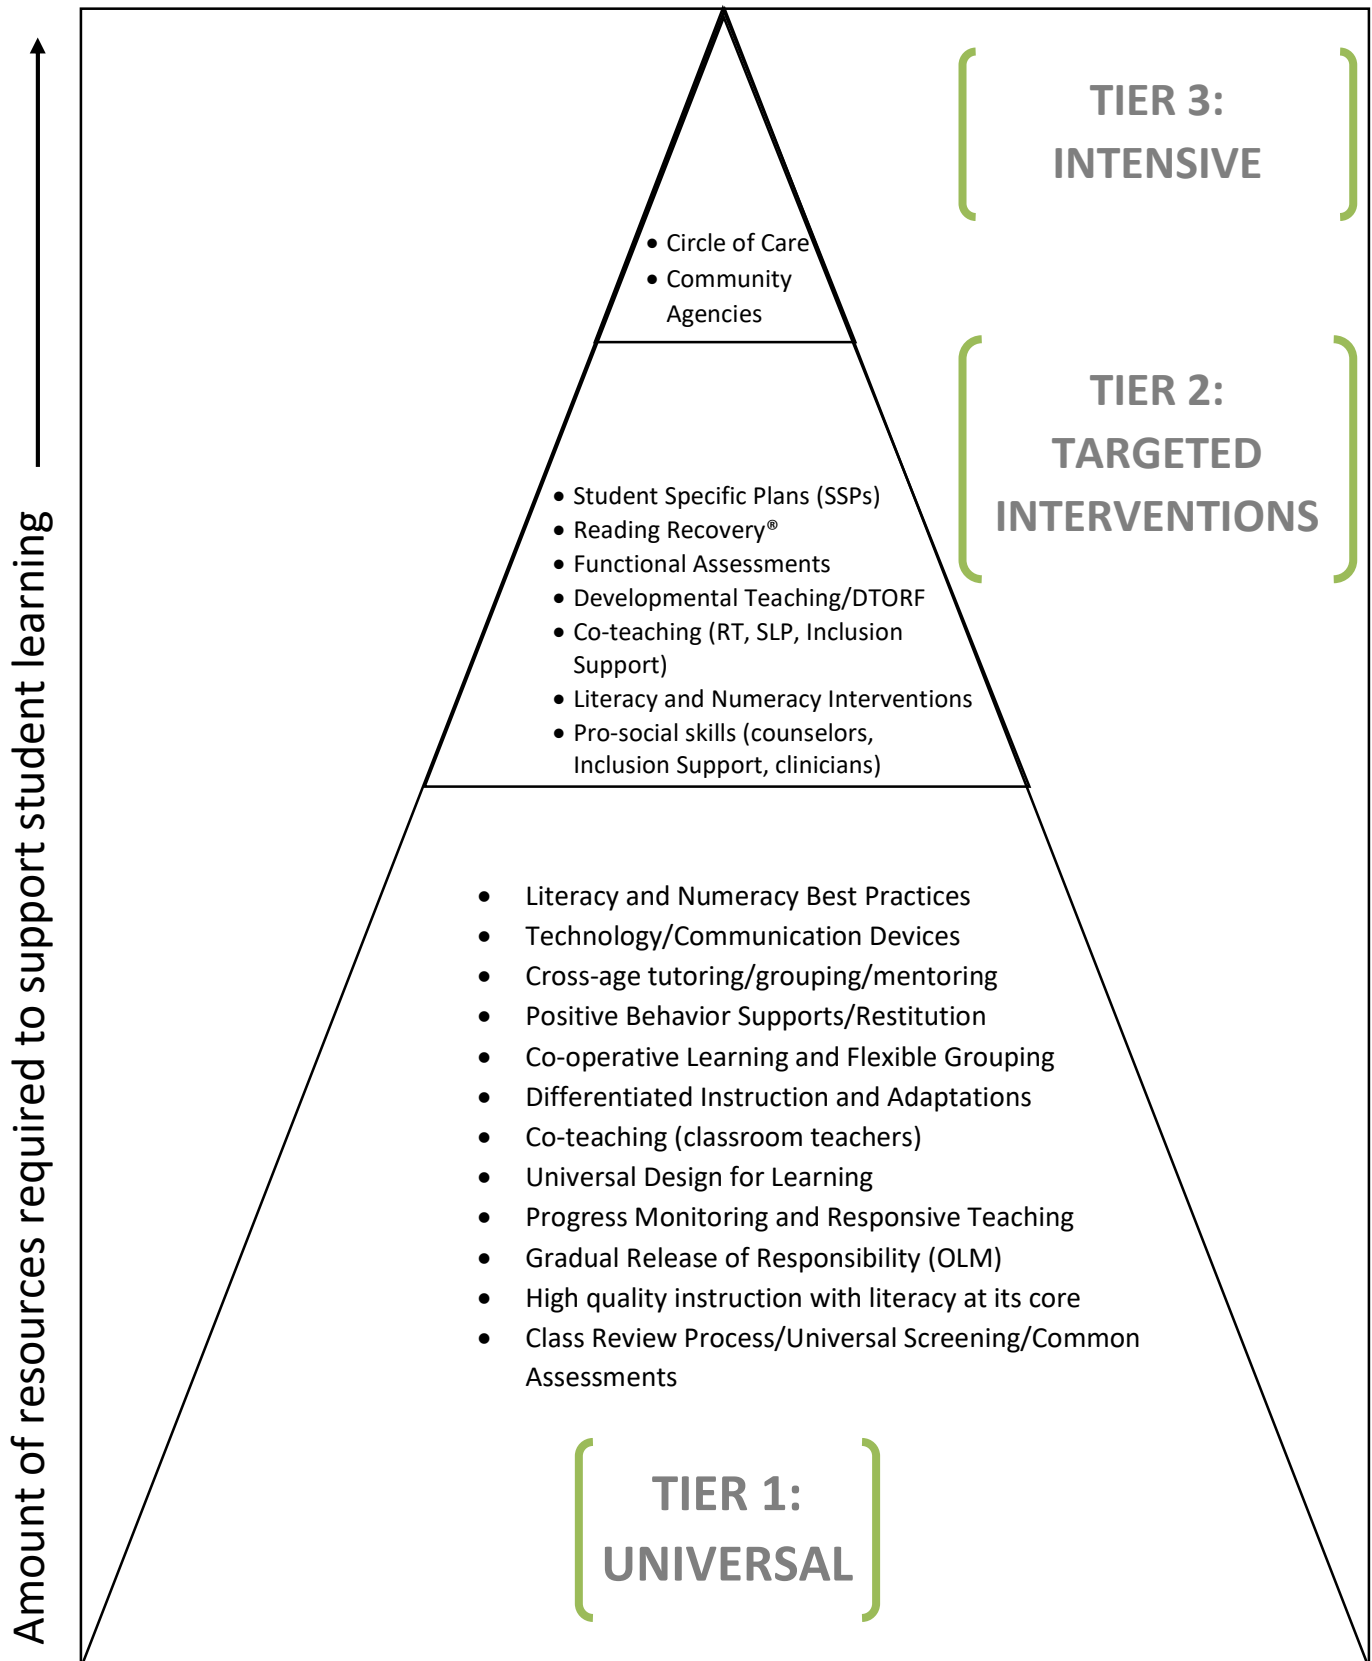 Amount of resources required to support student learning
TIER 3:
INTENSIVE
• Circle of Care
• Community
Agencies
TIER 2:
TARGETED
INTERVENTIONS
• Student Specific Plans (SSPs)
• Reading Recovery®
• Functional Assessments
• Developmental Teaching/DTORF
• Co-teaching (RT, SLP, Inclusion
Support)
• Literacy and Numeracy Interventions
• Pro-social skills (counselors,
Inclusion Support, clinicians)
• Literacy and Numeracy Best Practices
• Technology/Communication Devices
• Cross-age tutoring/grouping/mentoring
• Positive Behavior Supports/Restitution
• Co-operative Learning and Flexible Grouping
• Differentiated Instruction and Adaptations
• Co-teaching (classroom teachers)
• Universal Design for Learning
• Progress Monitoring and Responsive Teaching
• Gradual Release of Responsibility (OLM)
• High quality instruction with literacy at its core
• Class Review Process/Universal Screening/Common
Assessments
TIER 1:
UNIVERSAL